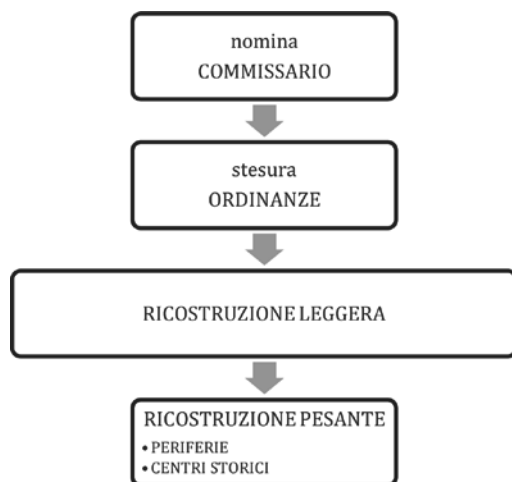 nomina
COMMISSARIO
stesura
ORDINANZE
RICOSTRUZIONE LEGGERA
RICOSTRUZIONE PESANTE
• PERIFERIE
• CENTRI STORICI